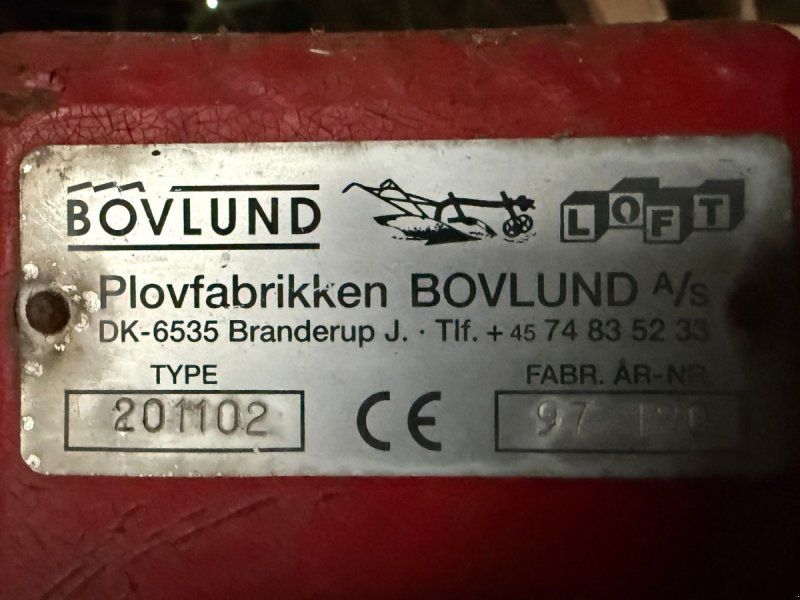 BOVLUND LOFT
Plovfabrikken BOVLUND A/S
DK-6535 Branderup J. · Tlf. + 45 74 83 52 33
TYPE FABR. ÅR-NR.
201102 CE 97